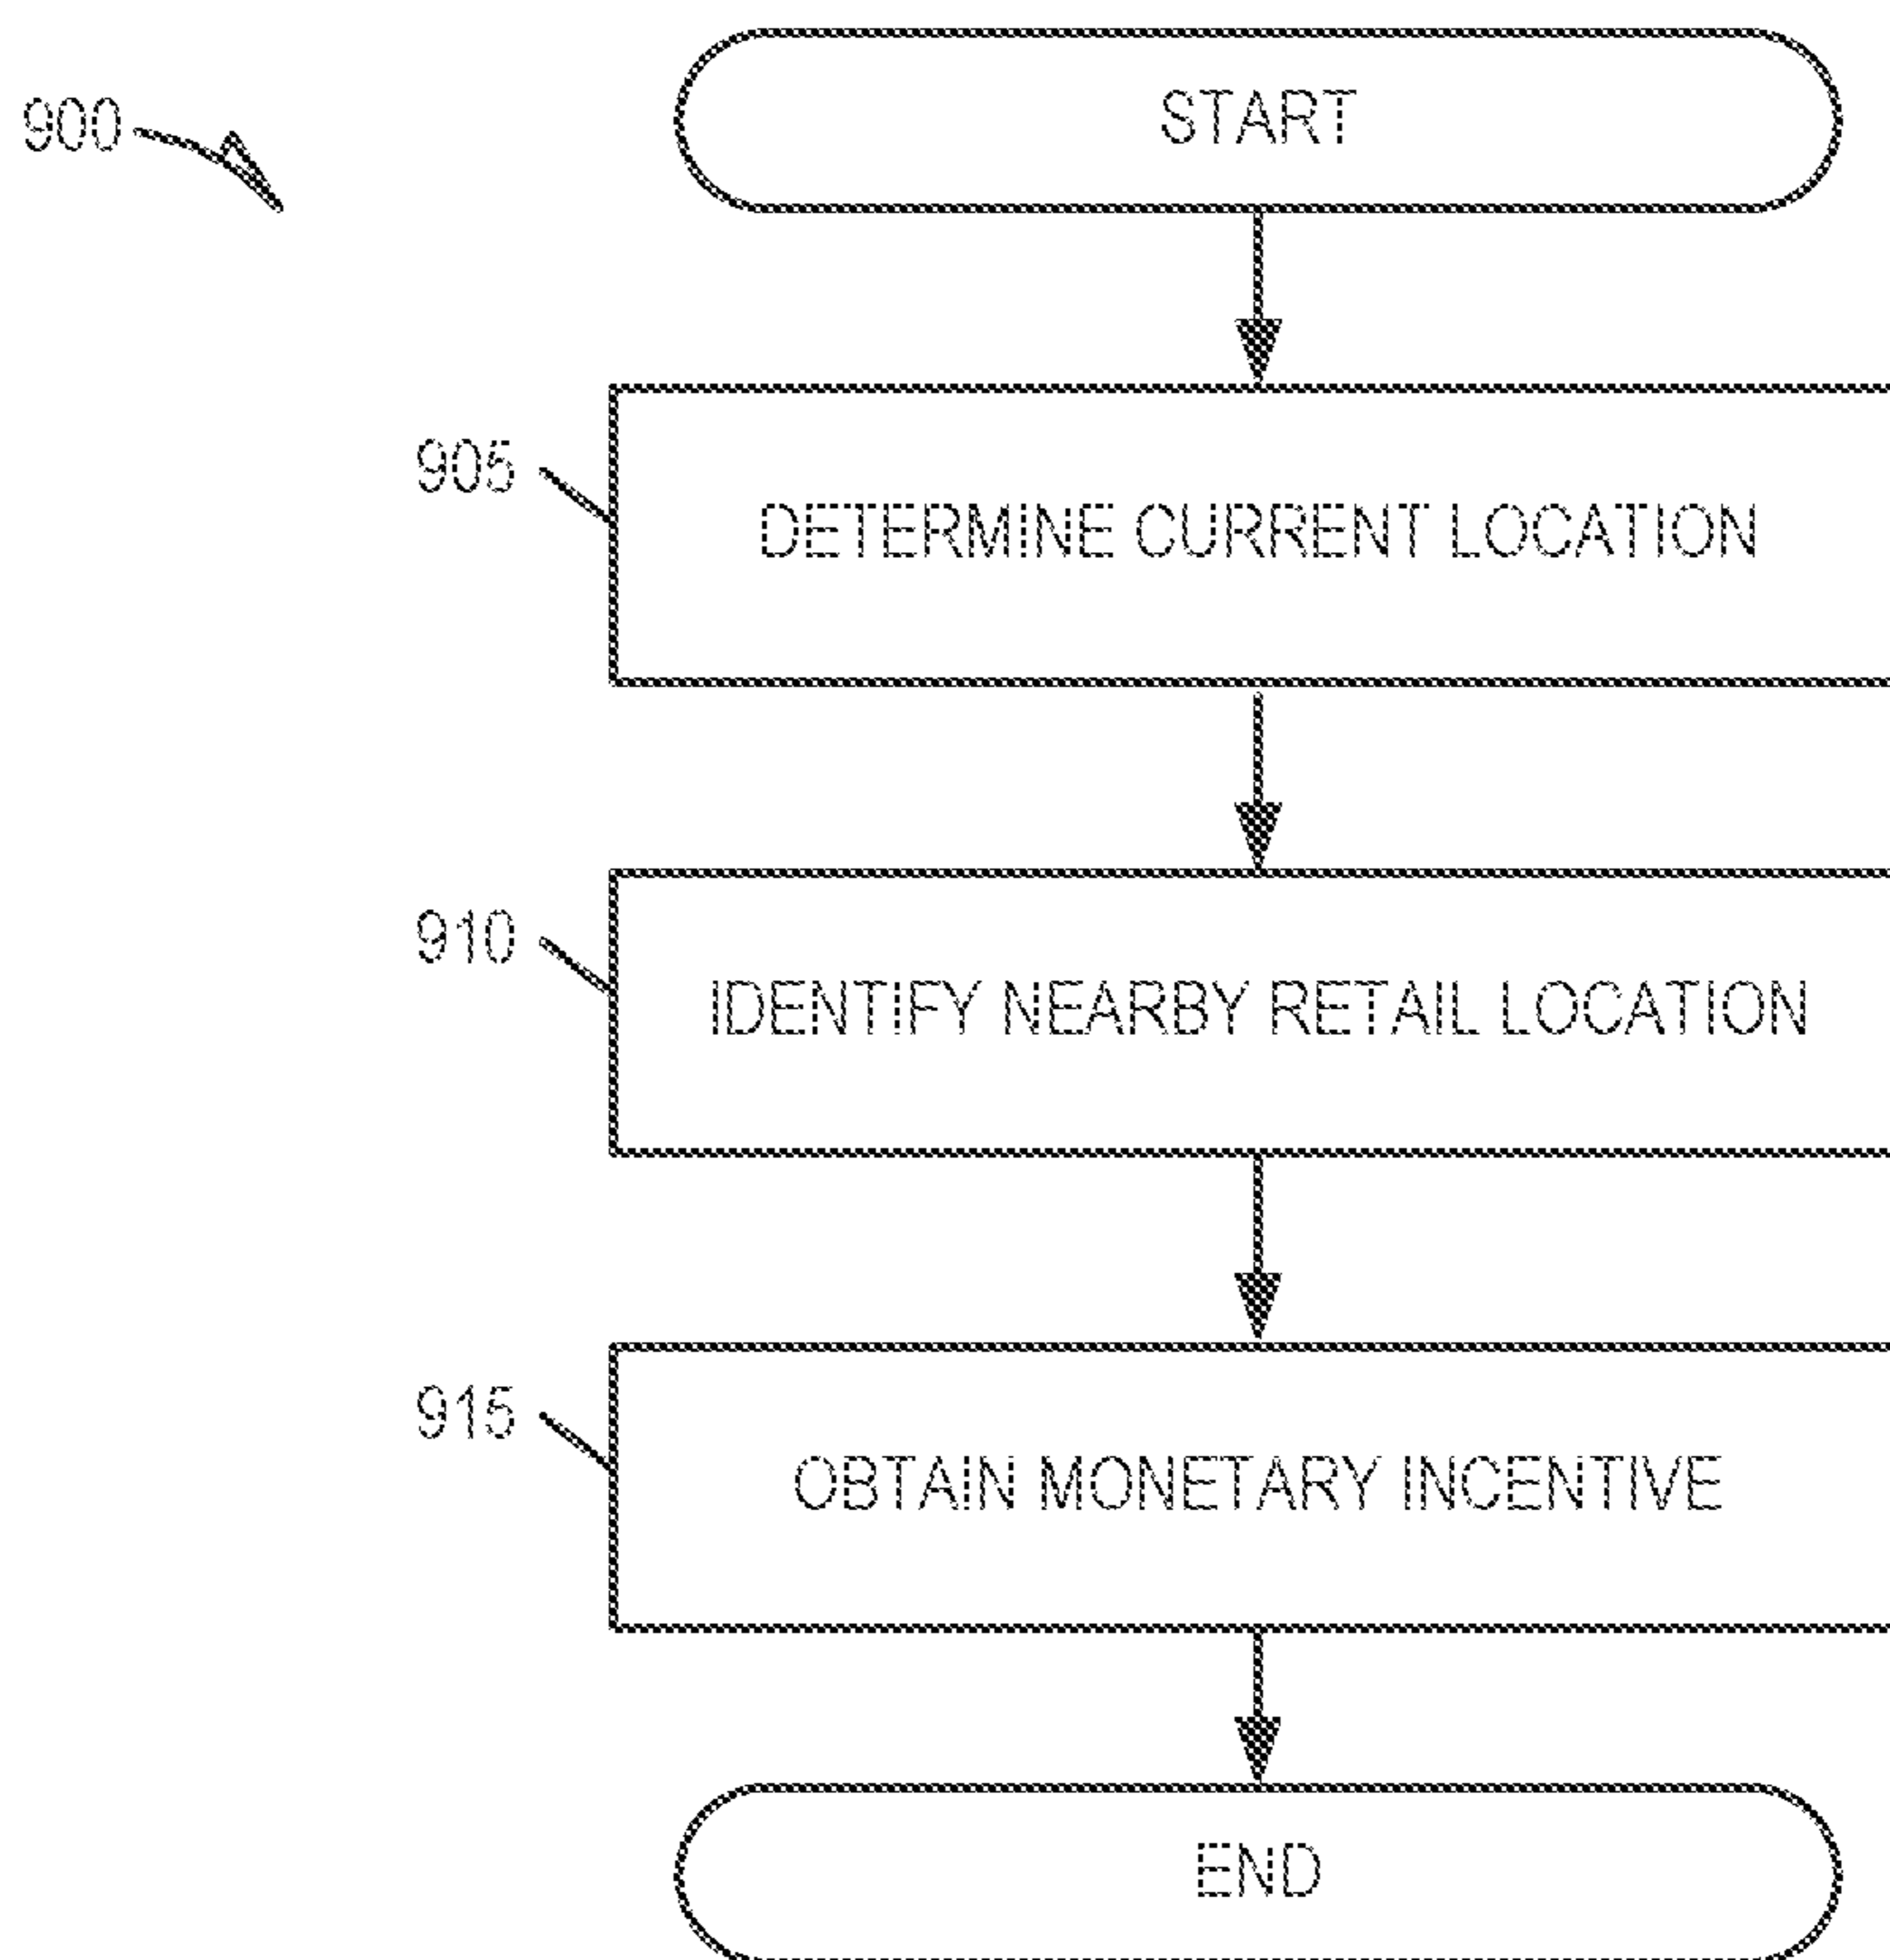 900
START
905
DETERMINE CURRENT LOCATION
910
IDENTIFY NEARBY RETAIL LOCATION
915
OBTAIN MONETARY INCENTIVE
END